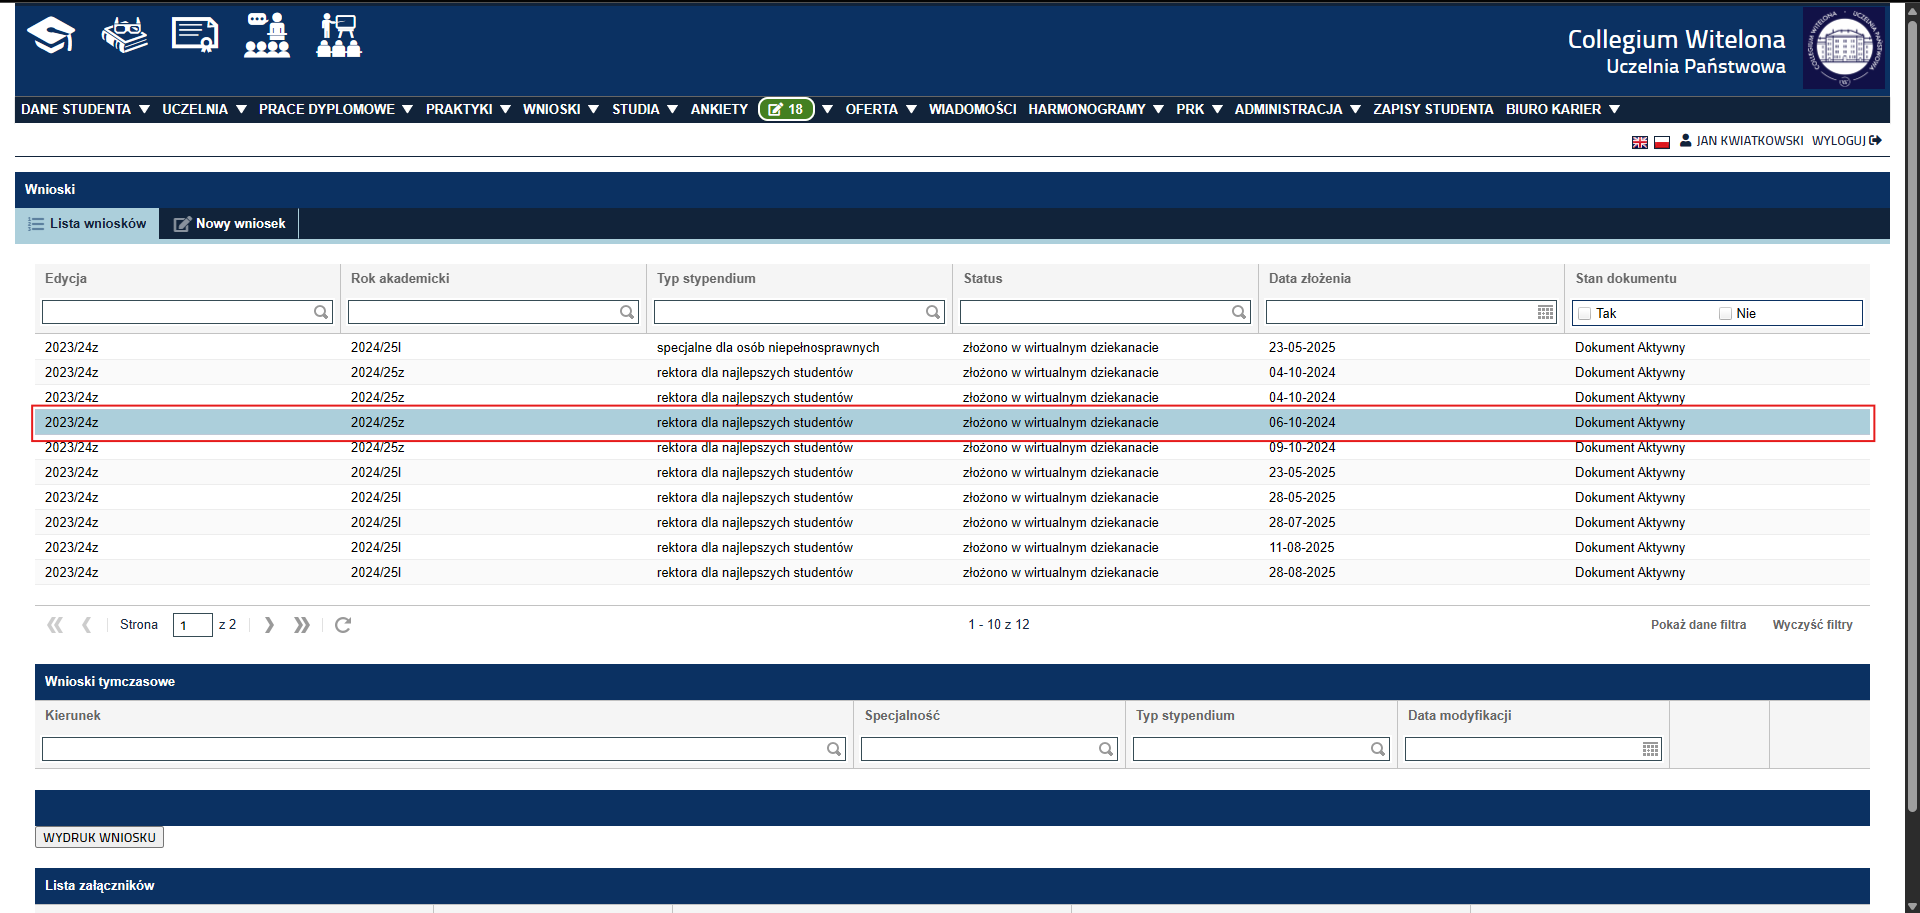 Collegium Witelona
Uczelnia Państwowa
DANE STUDENTA UCZELNIA PRACE DYPLOMOWE PRAKTYKI WNIOSKI STUDIA ANKIETY 18 OFERTA WIADOMOŚCI HARMONOGRAMY PRK ADMINISTRACJA ZAPISY STUDENTA BIURO KARIER
JAN KWIATKOWSKI WYLOGUJ
Wnioski
Lista wniosków Nowy wniosek
Edycja Rok akademicki Typ stypendium Status Data złożenia Stan dokumentu
Tak Nie
2023/24z 2024/25l specjalne dla osób niepełnosprawnych złożono w wirtualnym dziekanacie 23-05-2025 Dokument Aktywny
2023/24z 2024/25z rektora dla najlepszych studentów złożono w wirtualnym dziekanacie 04-10-2024 Dokument Aktywny
2023/24z 2024/25z rektora dla najlepszych studentów złożono w wirtualnym dziekanacie 04-10-2024 Dokument Aktywny
2023/24z 2024/25z rektora dla najlepszych studentów złożono w wirtualnym dziekanacie 06-10-2024 Dokument Aktywny
2023/24z 2024/25z rektora dla najlepszych studentów złożono w wirtualnym dziekanacie 09-10-2024 Dokument Aktywny
2023/24z 2024/25l rektora dla najlepszych studentów złożono w wirtualnym dziekanacie 23-05-2025 Dokument Aktywny
2023/24z 2024/25l rektora dla najlepszych studentów złożono w wirtualnym dziekanacie 28-05-2025 Dokument Aktywny
2023/24z 2024/25l rektora dla najlepszych studentów złożono w wirtualnym dziekanacie 28-07-2025 Dokument Aktywny
2023/24z 2024/25l rektora dla najlepszych studentów złożono w wirtualnym dziekanacie 11-08-2025 Dokument Aktywny
2023/24z 2024/25l rektora dla najlepszych studentów złożono w wirtualnym dziekanacie 28-08-2025 Dokument Aktywny
Strona 1 z 2 1 - 10 z 12 Pokaż dane filtra Wyczyść filtry
Wnioski tymczasowe
Kierunek Specjalność Typ stypendium Data modyfikacji
WYDRUK WNIOSKU
Lista załączników